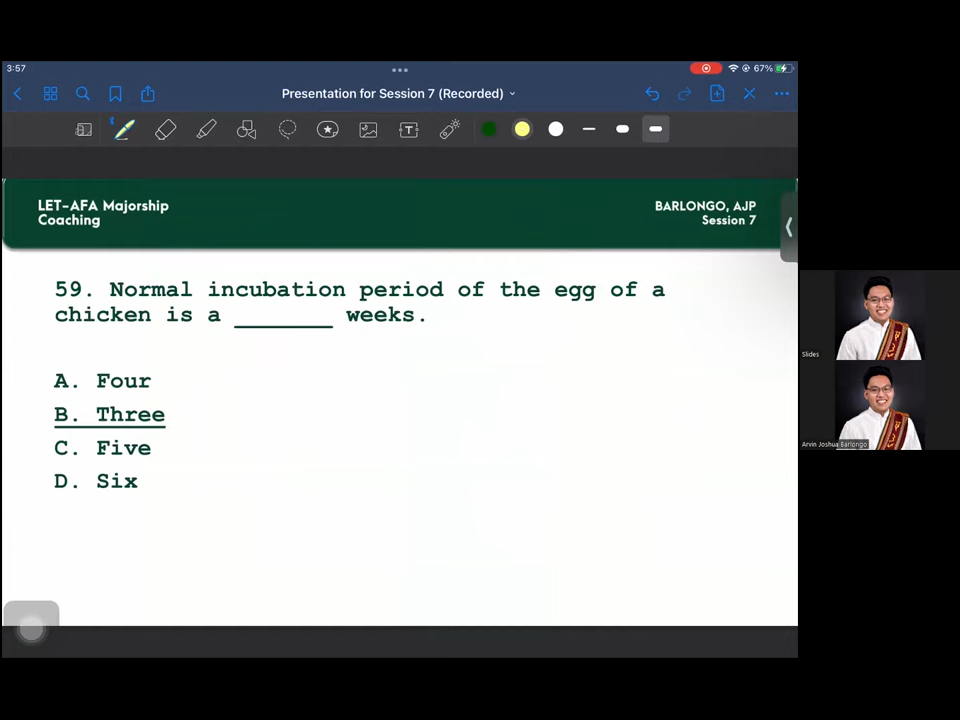 3:57
67%
Presentation for Session 7 (Recorded)
T
LET-AFA Majorship
Coaching
BARLONGO, AJP
Session 7
59. Normal incubation period of the egg of a
chicken is a _______ weeks.
A. Four
B. Three
C. Five
D. Six
Slides
Arvin Joshua Barlongo